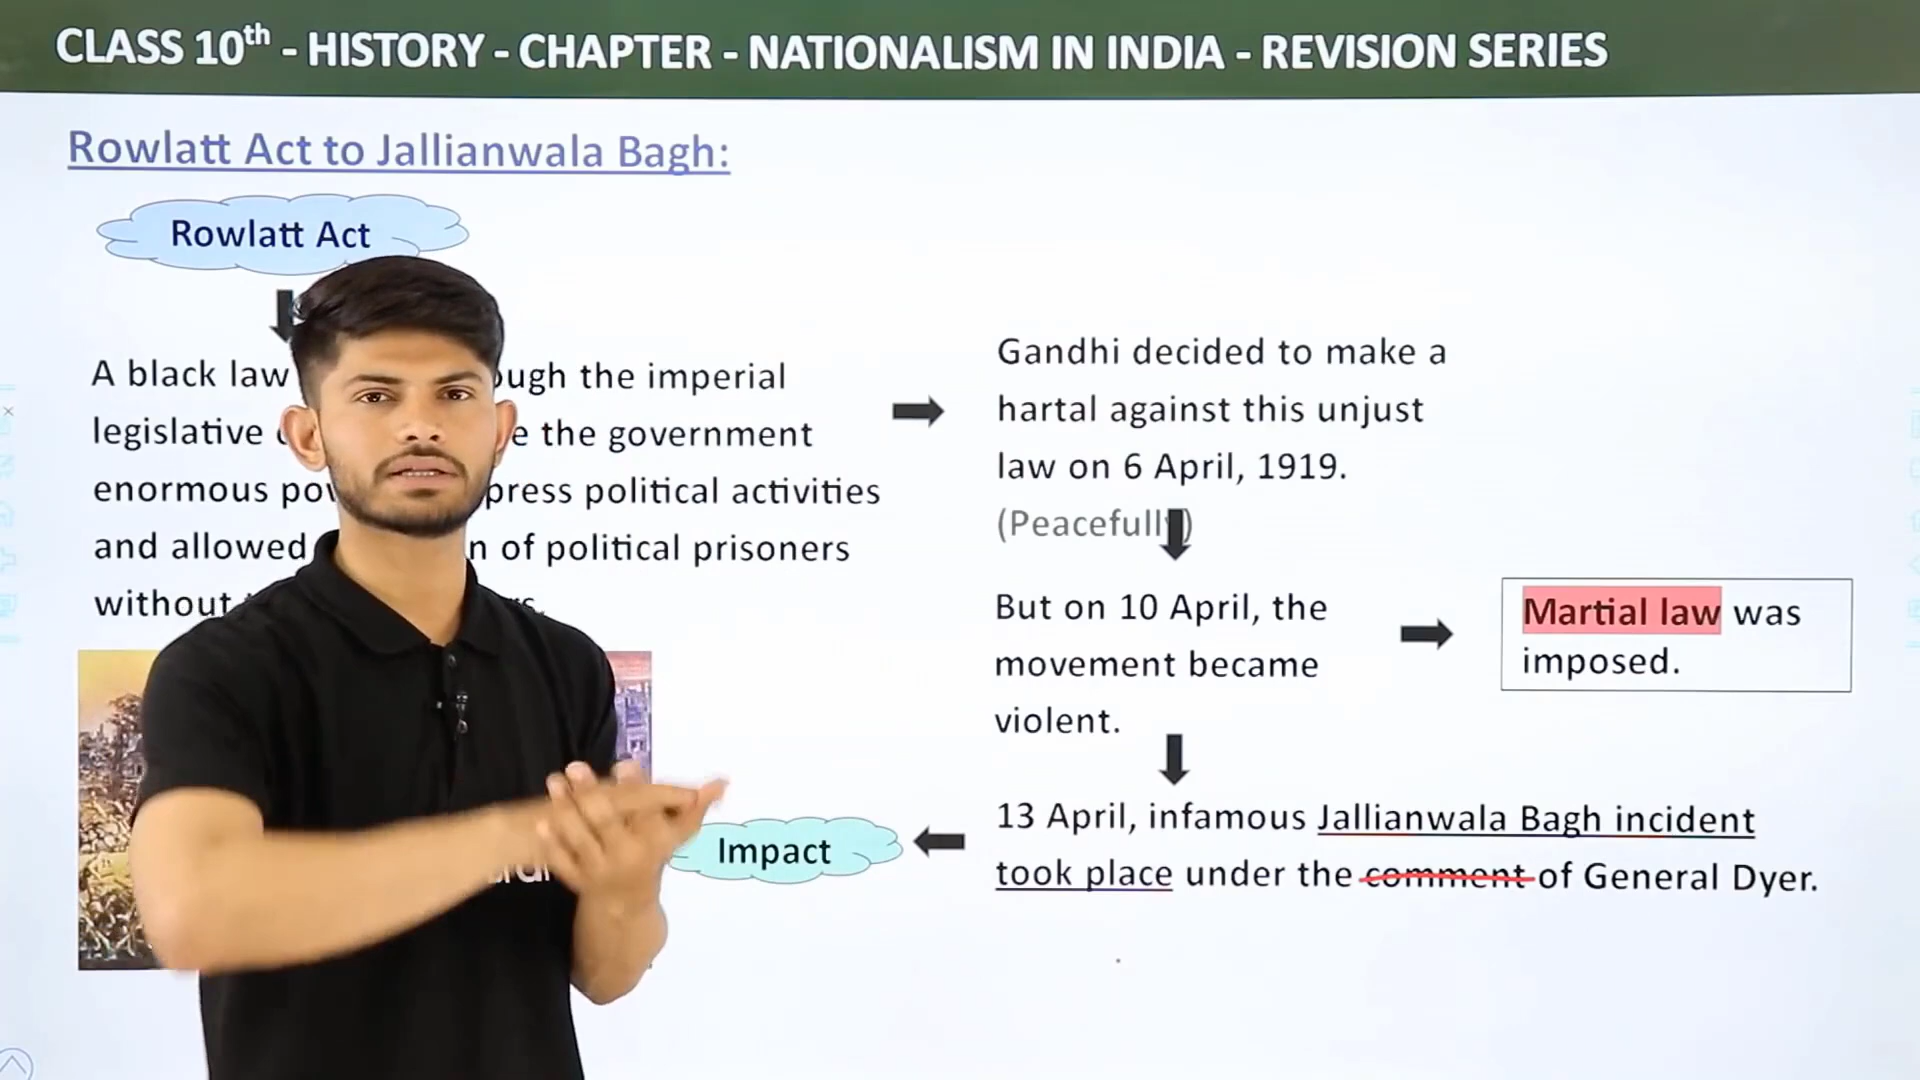 CLASS 10th - HISTORY - CHAPTER - NATIONALISM IN INDIA - REVISION SERIES
Rowlatt Act to Jallianwala Bagh:
Rowlatt Act
A black law ough the imperial
legislative e the government
enormous press political activities
and allowed n of political prisoners
without
Gandhi decided to make a
hartal against this unjust
law on 6 April, 1919.
(Peacefully)
But on 10 April, the
movement became
violent.
Martial law was
imposed.
13 April, infamous Jallianwala Bagh incident
took place under the comment of General Dyer.
Impact